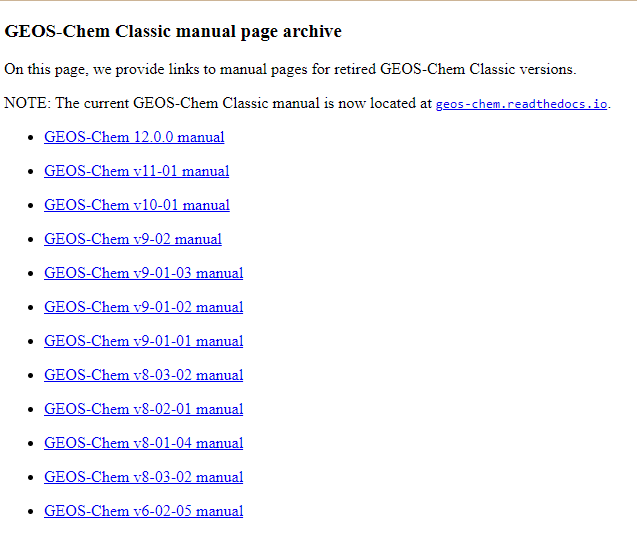 GEOS-Chem Classic manual page archive
On this page, we provide links to manual pages for retired GEOS-Chem Classic versions.
NOTE: The current GEOS-Chem Classic manual is now located at geos-chem.readthedocs.io.
• GEOS-Chem 12.0.0 manual
• GEOS-Chem v11-01 manual
• GEOS-Chem v10-01 manual
• GEOS-Chem v9-02 manual
• GEOS-Chem v9-01-03 manual
• GEOS-Chem v9-01-02 manual
• GEOS-Chem v9-01-01 manual
• GEOS-Chem v8-03-02 manual
• GEOS-Chem v8-02-01 manual
• GEOS-Chem v8-01-04 manual
• GEOS-Chem v8-03-02 manual
• GEOS-Chem v6-02-05 manual